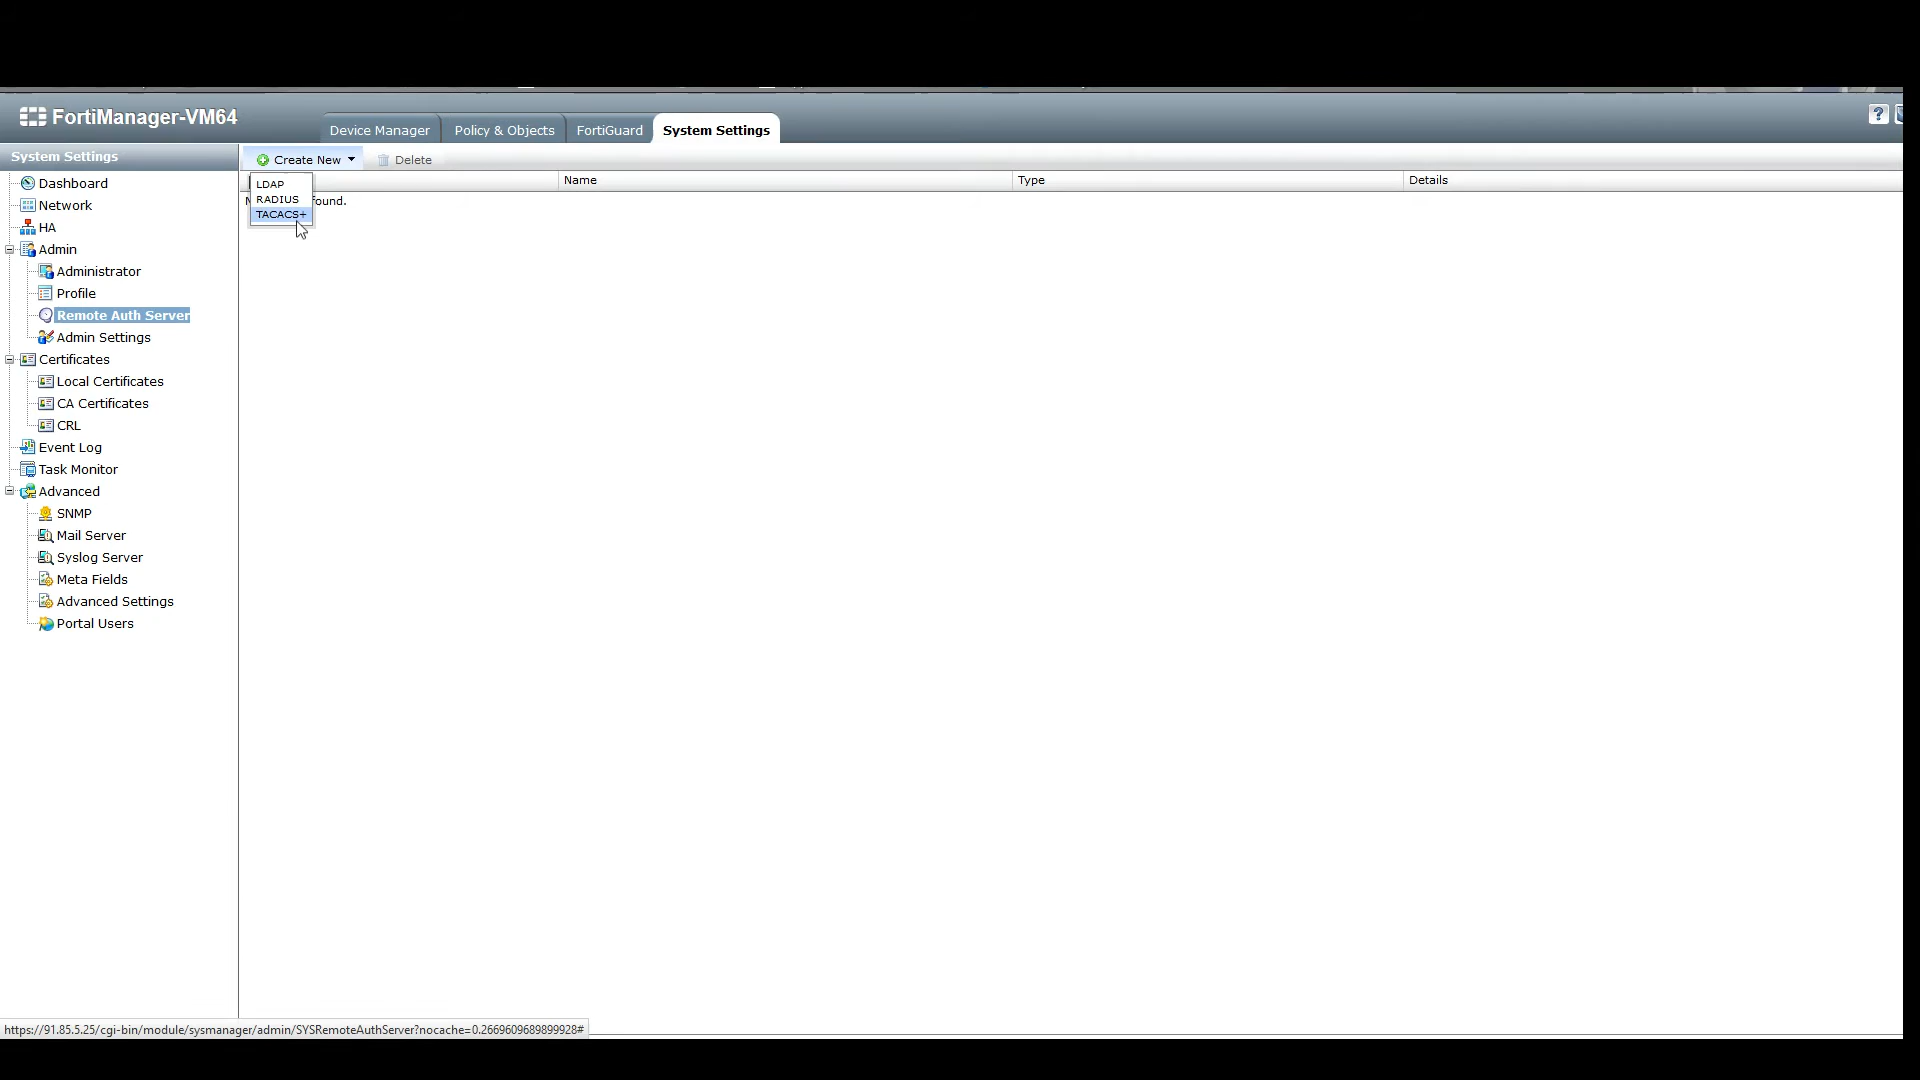 FortiManager-VM64
Device Manager
Policy & Objects
FortiGuard
System Settings
?
System Settings
Create New
Delete
Dashboard
Network
HA
Admin
Administrator
Profile
Remote Auth Server
Admin Settings
Certificates
Local Certificates
CA Certificates
CRL
Event Log
Task Monitor
Advanced
SNMP
Mail Server
Syslog Server
Meta Fields
Advanced Settings
Portal Users
LDAP
RADIUS
TACACS+
Name
Type
Details
found.
https://91.85.5.25/cgi-bin/module/sysmanager/admin/SYSRemoteAuthServer?nocache=0.2669609689899928#